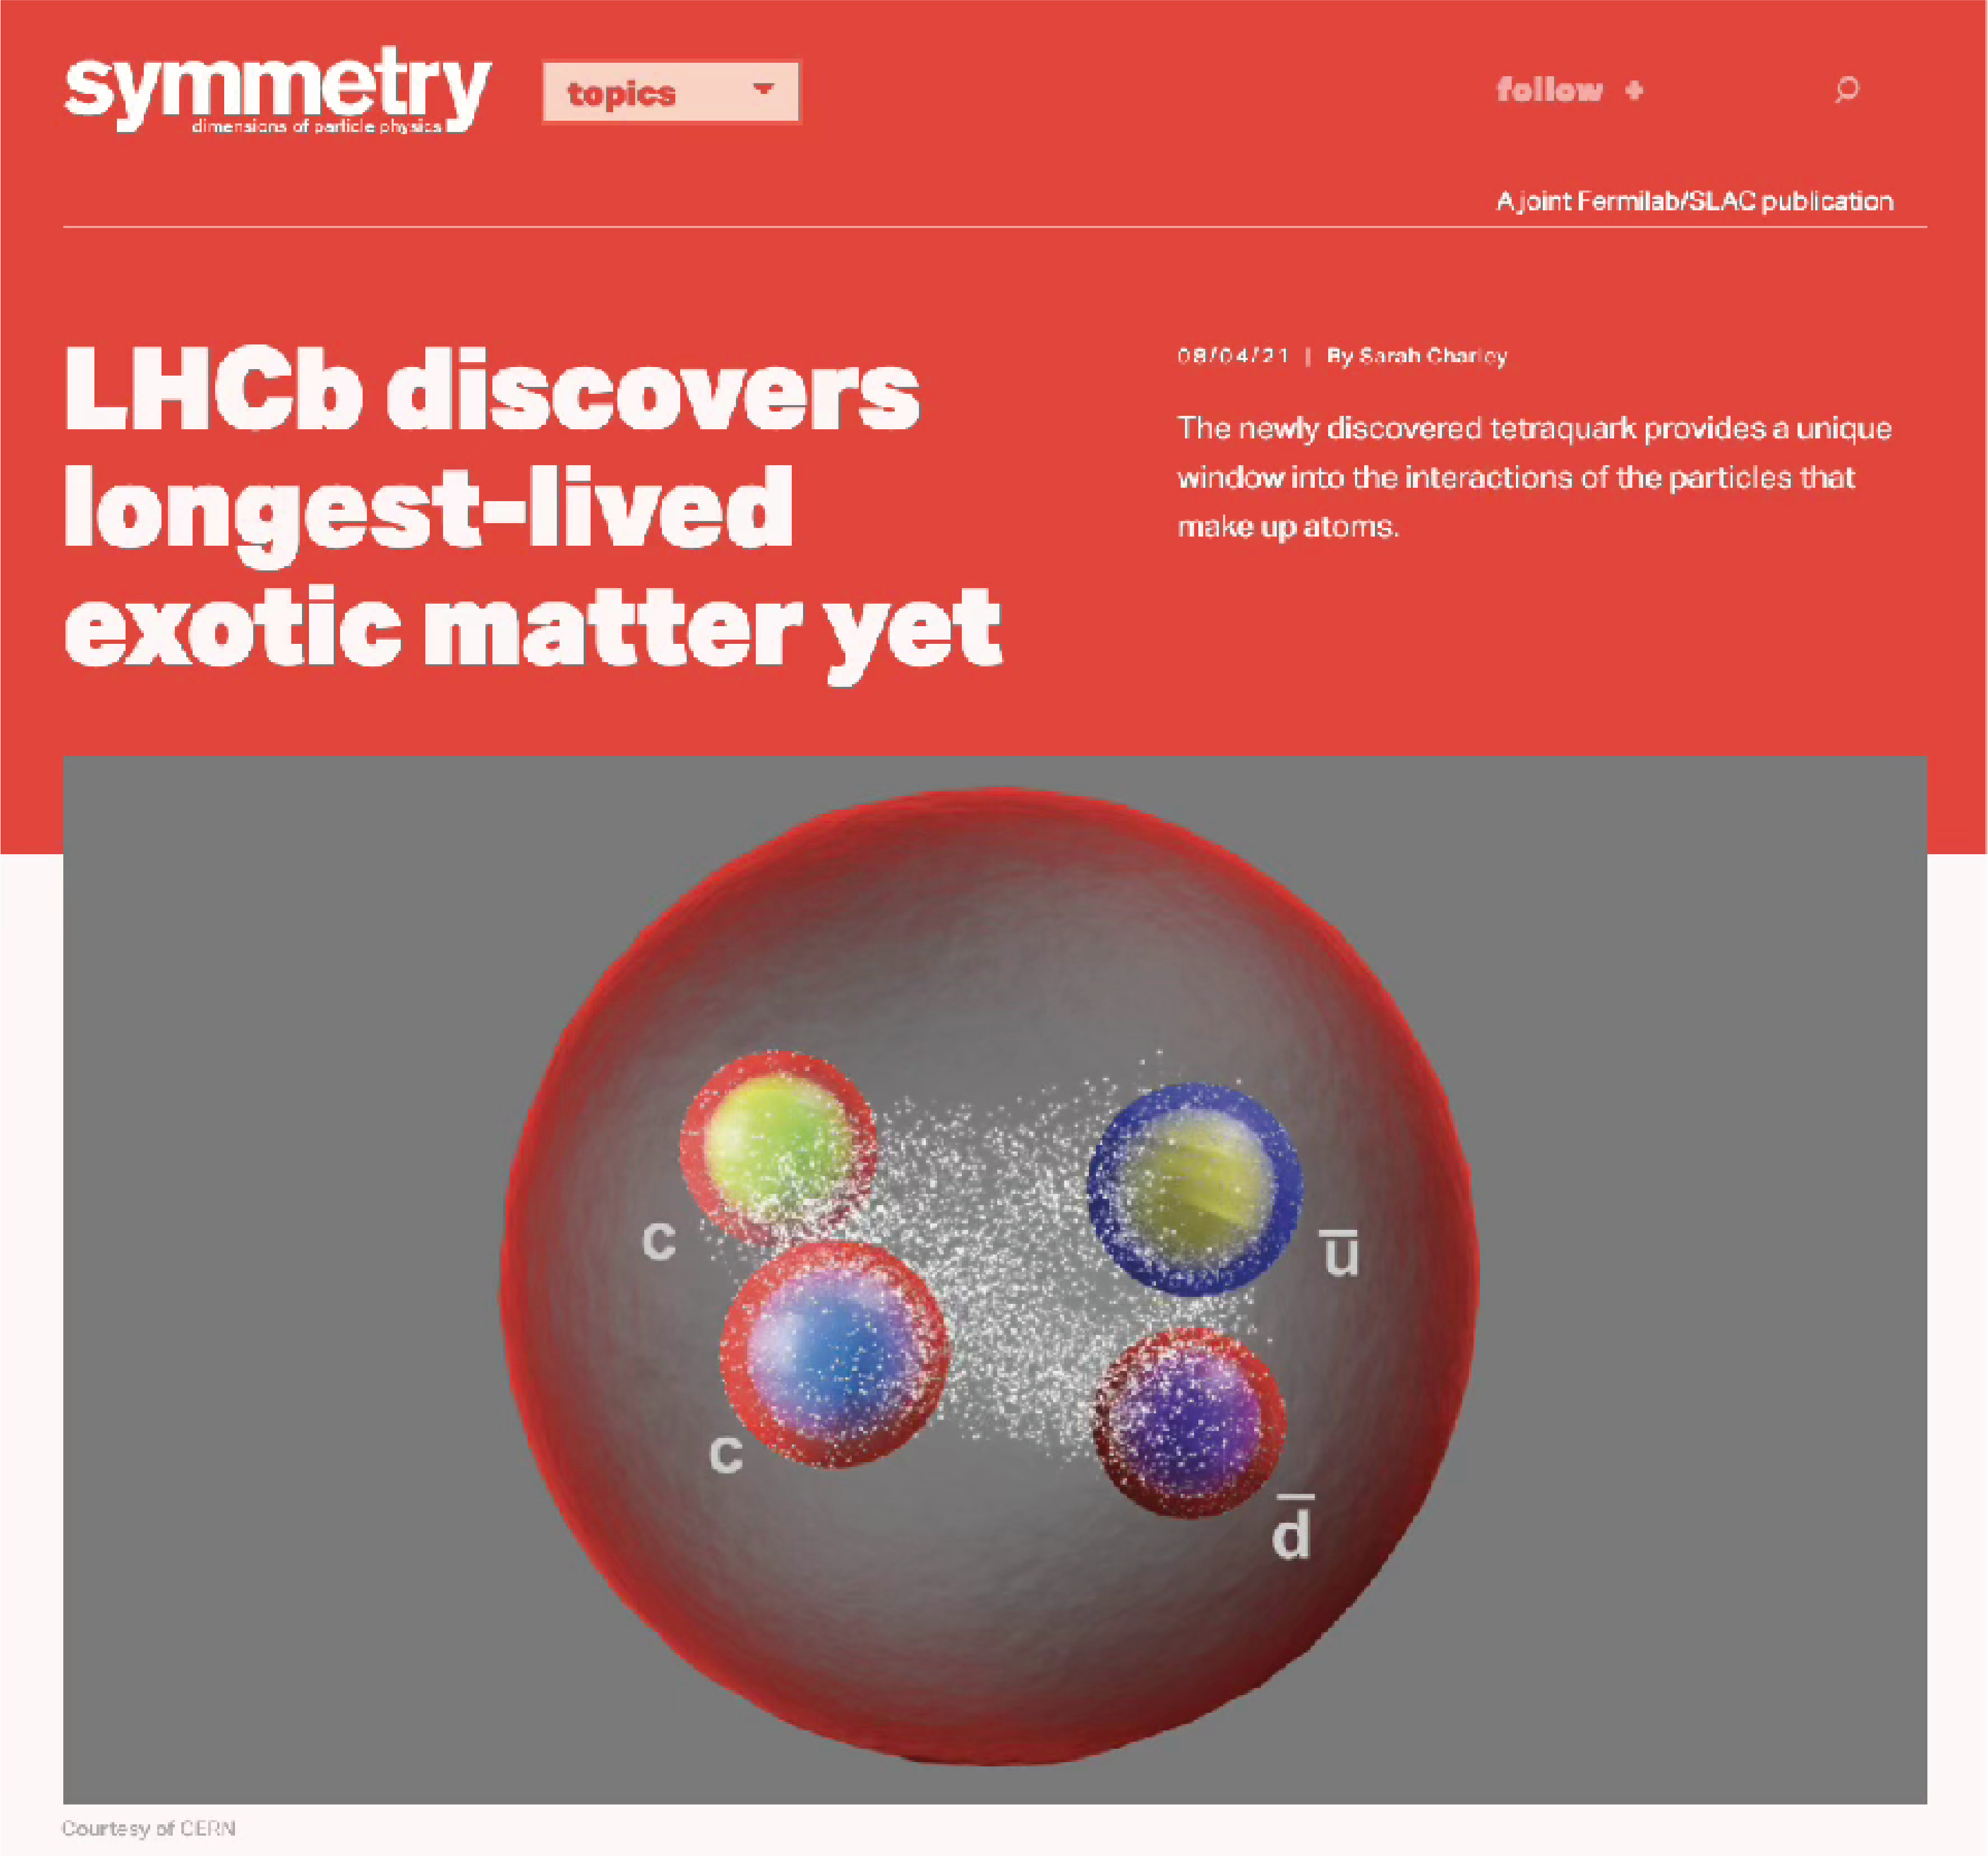 symmetry
dimensions of particle physics
topics
follow +
A joint Fermilab/SLAC publication
LHCb discovers
longest-lived
exotic matter yet
08/04/21 | By Sarah Charley
The newly discovered tetraquark provides a unique
window into the interactions of the particles that
make up atoms.
c
u̅
c
d̅
Courtesy of CERN